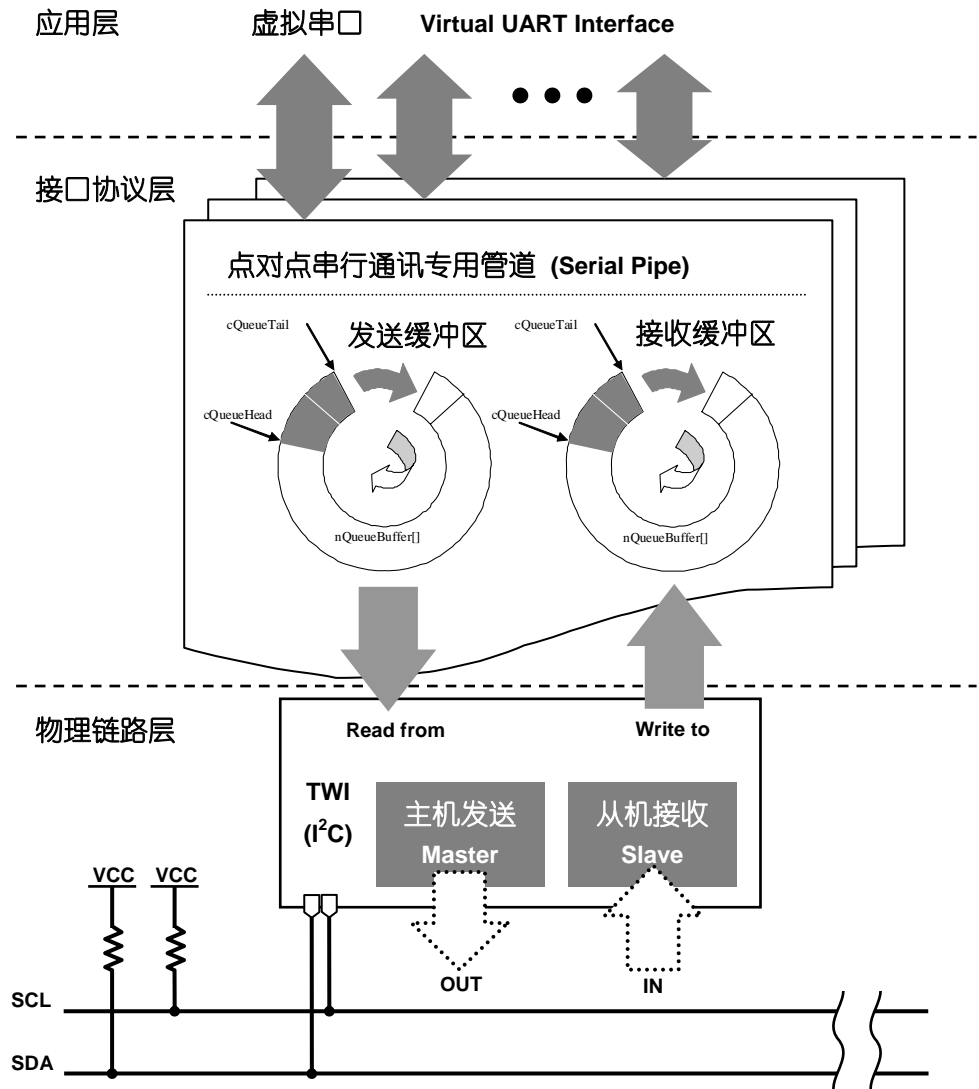 应用层 虚拟串口 Virtual UART Interface
接口协议层
点对点串行通讯专用管道 (Serial Pipe)
cQueueTail 发送缓冲区 cQueueTail 接收缓冲区
cQueueHead cQueueHead
nQueueBuffer[] nQueueBuffer[]
物理链路层 Read from Write to
TWI 主机发送 从机接收
(I²C) Master Slave
VCC VCC
OUT IN
SCL
SDA